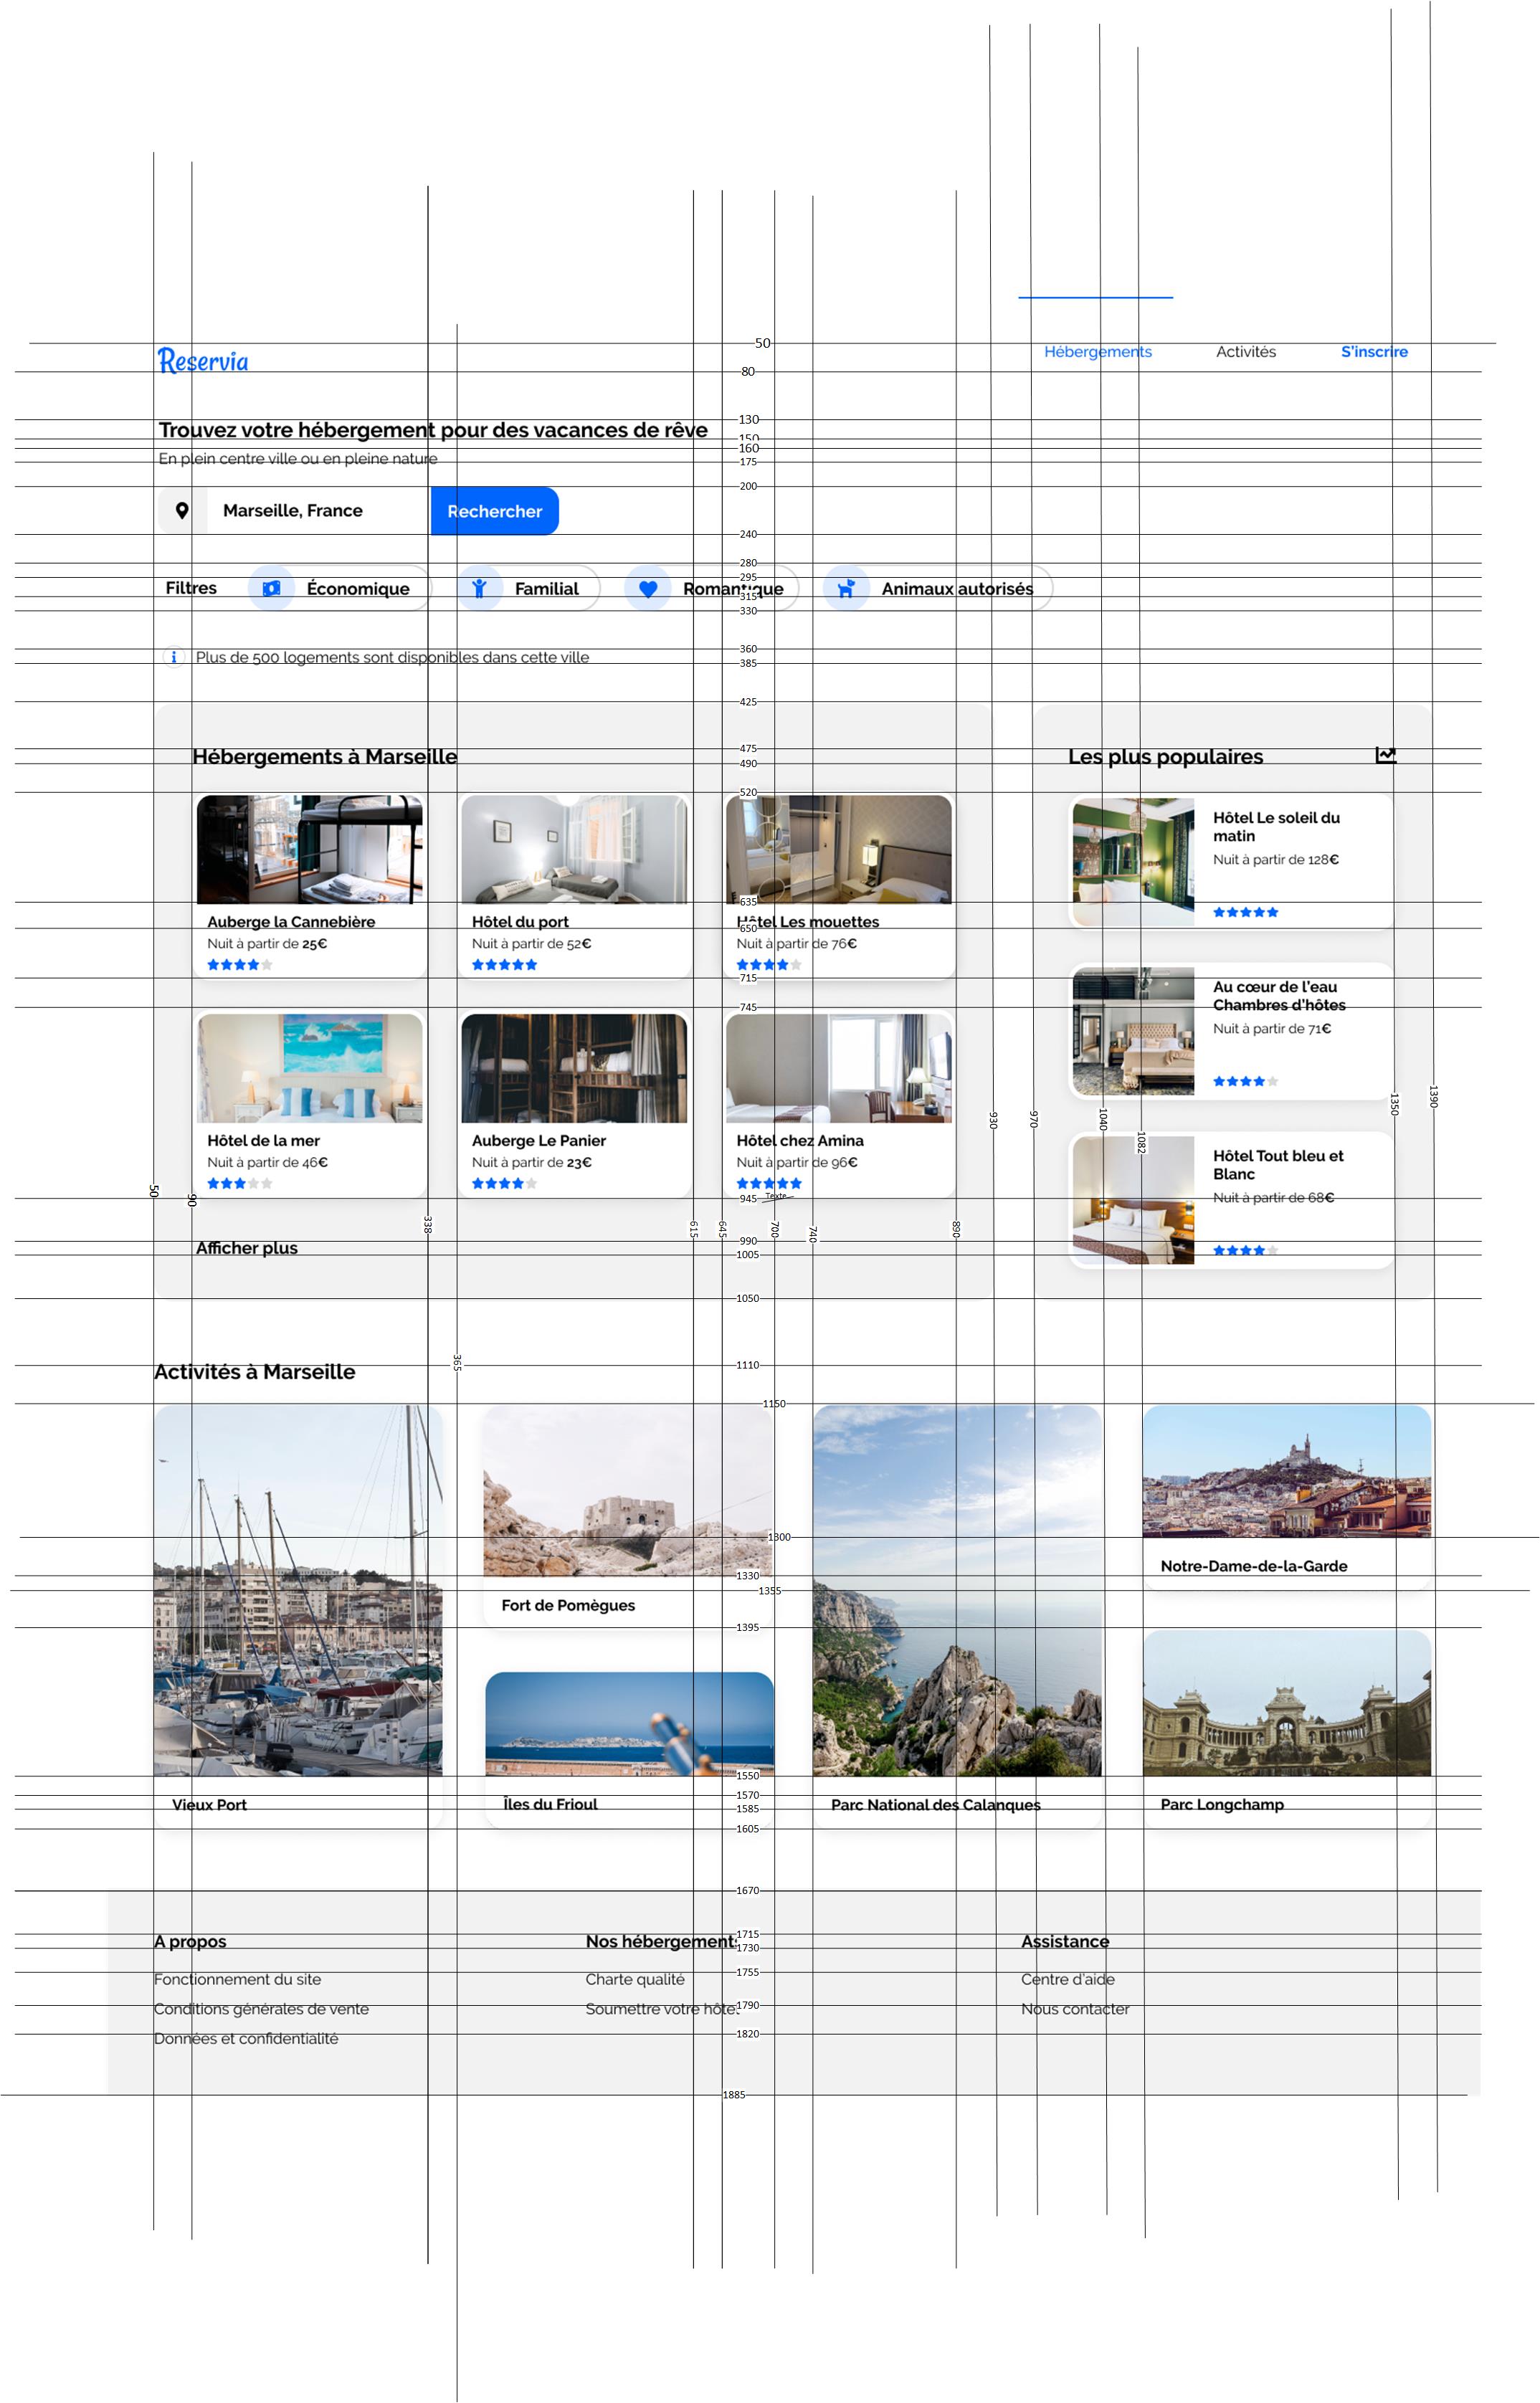 50
Reservia
Hébergements
Activités
S'inscrire
80
130
Trouvez votre hébergement pour des vacances de rêve
150
160
En plein centre ville ou en pleine nature
175
200
Marseille, France
Rechercher
240
280
295
Filtres
Économique
Familial
Romantique
Animaux autorisés
315
330
360
Plus de 500 logements sont disponibles dans cette ville
385
425
475
Hébergements à Marseille
490
520
635
Auberge la Cannebière
Nuit à partir de 25€
Hôtel du port
Nuit à partir de 52€
Hôtel Les mouettes
650
Nuit à partir de 76€
715
745
Hôtel de la mer
Nuit à partir de 46€
Auberge Le Panier
Nuit à partir de 23€
Hôtel chez Amina
Nuit à partir de 96€
945
Texte
Afficher plus
990
1005
1050
Les plus populaires
Hôtel Le soleil du
matin
Nuit à partir de 128€
Au cœur de l'eau
Chambres d'hôtes
Nuit à partir de 71€
Hôtel Tout bleu et
Blanc
Nuit à partir de 68€
50
90
338
365
615
645
700
740
890
930
970
1040
1082
1350
1390
1110
Activités à Marseille
1150
1300
1330
1355
1395
Vieux Port
Fort de Pomègues
Îles du Frioul
Parc National des Calanques
Notre-Dame-de-la-Garde
Parc Longchamp
1550
1570
1585
1605
1670
1715
1730
1755
1790
1820
1885
A propos
Fonctionnement du site
Conditions générales de vente
Données et confidentialité
Nos hébergements
Charte qualité
Soumettre votre hôtel
Assistance
Centre d'aide
Nous contacter